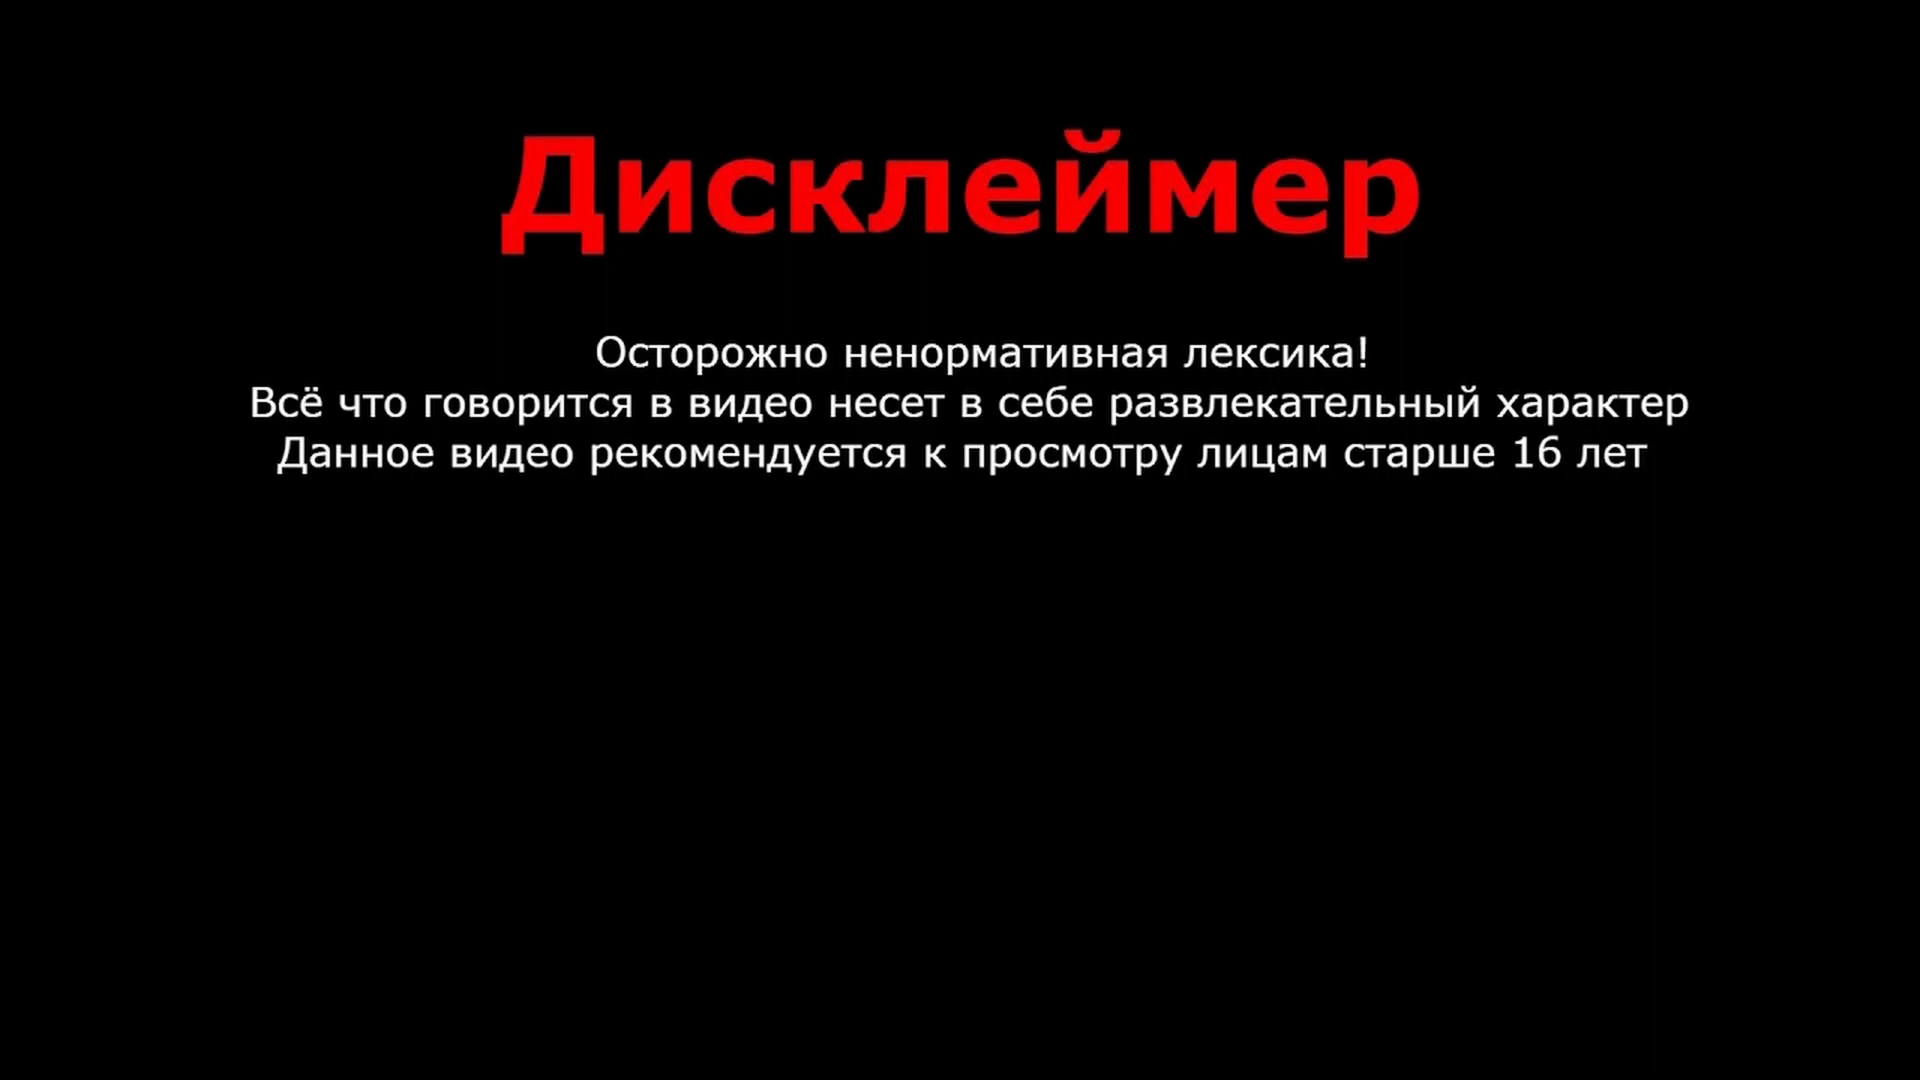 Дисклеймер
Осторожно ненормативная лексика!
Всё что говорится в видео несет в себе развлекательный характер
Данное видео рекомендуется к просмотру лицам старше 16 лет